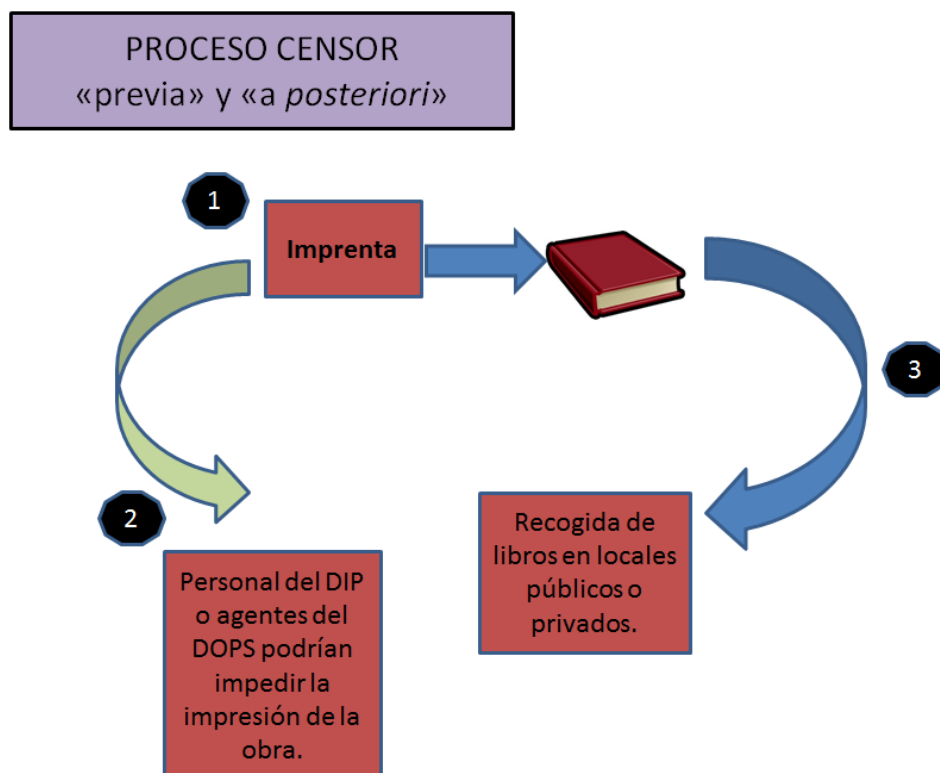 PROCESO CENSOR
«previa» y «a posteriori»
1
Imprenta
3
2
Personal del DIP
o agentes del
DOPS podrían
impedir la
impresión de la
obra.
Recogida de
libros en locales
públicos o
privados.